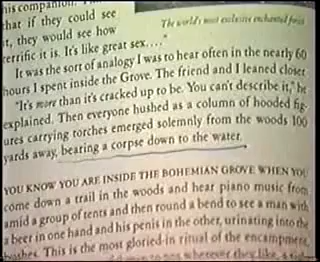 his companion
The world's most exclusive enchanted forest
that if they could see
it, they would see how
terrific it is. It's like great sex...."
It was the sort of analogy I was to hear often in the nearly 60
hours I spent inside the Grove. The friend and I leaned closer.
"It's more than it's cracked up to be. You can't describe it," he
explained. Then everyone hushed as a column of hooded fig-
ures carrying torches emerged solemnly from the woods 100
yards away, bearing a corpse down to the water.
YOU KNOW YOU ARE INSIDE THE BOHEMIAN GROVE WHEN YOU
come down a trail in the woods and hear piano music from
amid a group of tents and then round a bend to see a man with
a beer in one hand and his penis in the other, urinating into the
bushes. This is the most gloried-in ritual of the encampment,
wherever they like